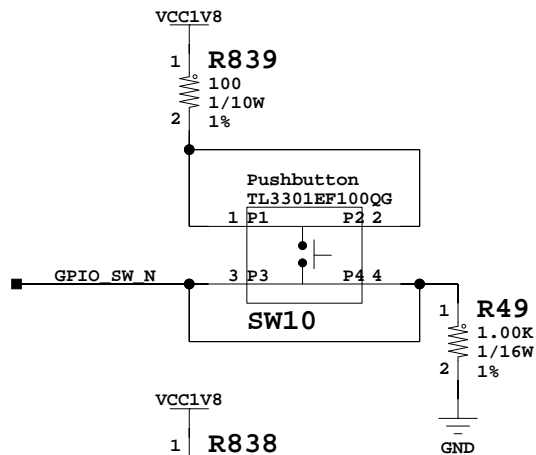 VCC1V8
1 R839
100
1/10W
2 1%
Pushbutton
TL3301EF100QG
1 P1 P2 2
GPIO_SW_N 3 P3 P4 4
SW10
1 R49
1.00K
1/16W
2 1%
VCC1V8
GND
1 R838